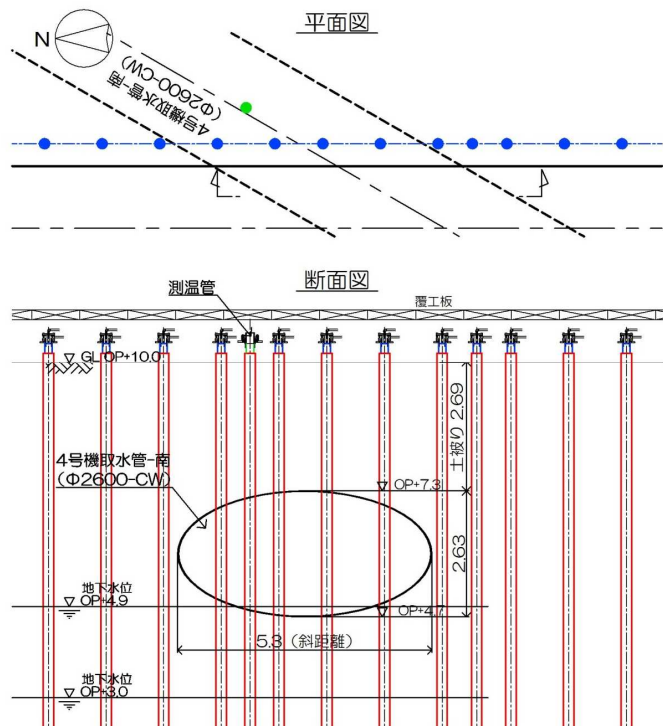 平面図
N
4号機取水管-南
(Φ2600-CW)
断面図
測温管
覆工板
GL OP+10.0
土被り 2.69
4号機取水管-南
(Φ2600-CW)
OP+7.3
2.63
地下水位
OP+4.9
OP+4.7
5.3 (斜距離)
地下水位
OP+3.0